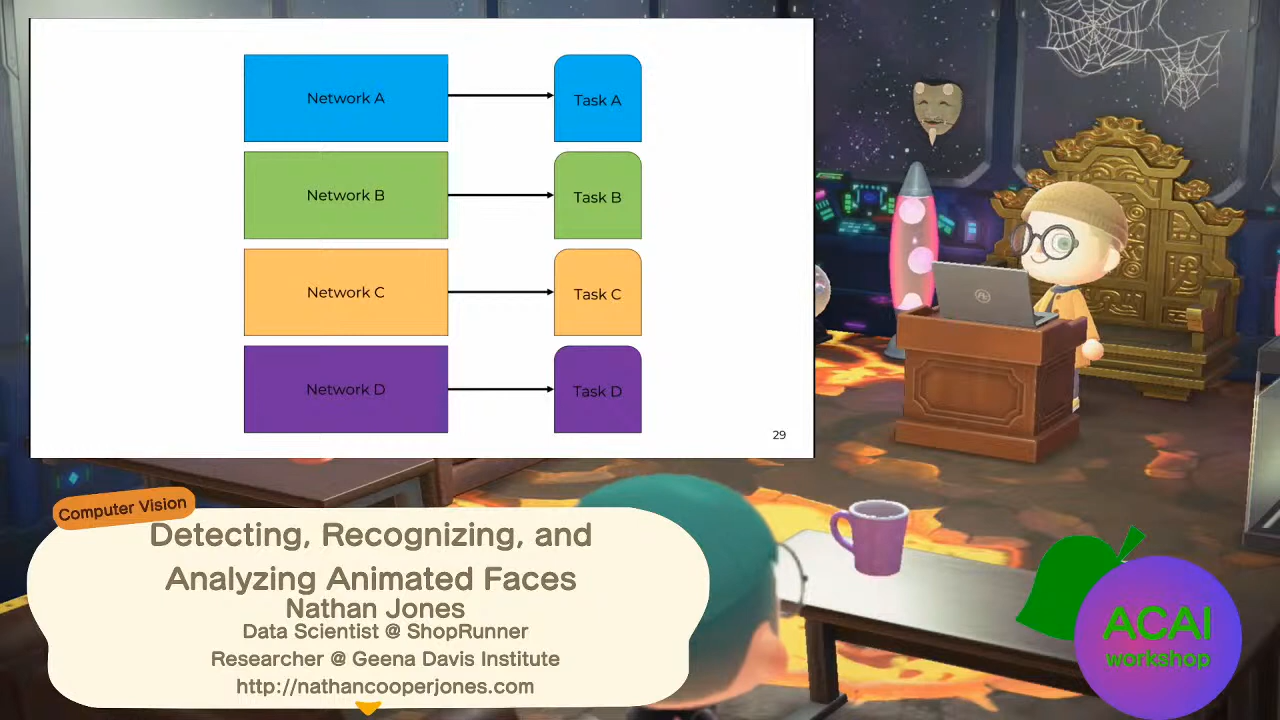 Network A
Task A
Network B
Task B
Network C
Task C
Network D
Task D
29
Computer Vision
Detecting, Recognizing, and
Analyzing Animated Faces
Nathan Jones
Data Scientist @ ShopRunner
Researcher @ Geena Davis Institute
http://nathancooperjones.com
ACAI
workshop